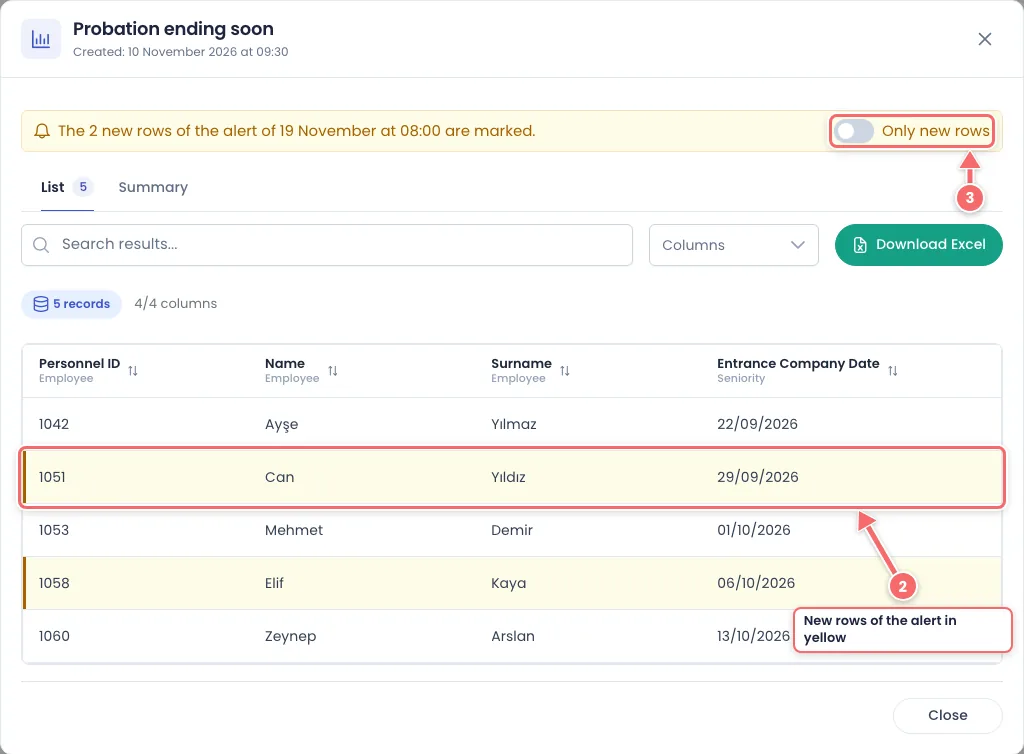 Probation ending soon
Created: 10 November 2026 at 09:30
The 2 new rows of the alert of 19 November at 08:00 are marked.
Only new rows
3
List 5 Summary
Search results...
Columns
Download Excel
5 records 4/4 columns
Personnel ID Name Surname Entrance Company Date
Employee Employee Employee Seniority
1042 Ayşe Yılmaz 22/09/2026
1051 Can Yıldız 29/09/2026
1053 Mehmet Demir 01/10/2026
1058 Elif Kaya 06/10/2026
2
1060 Zeynep Arslan 13/10/2026
New rows of the alert in
yellow
Close